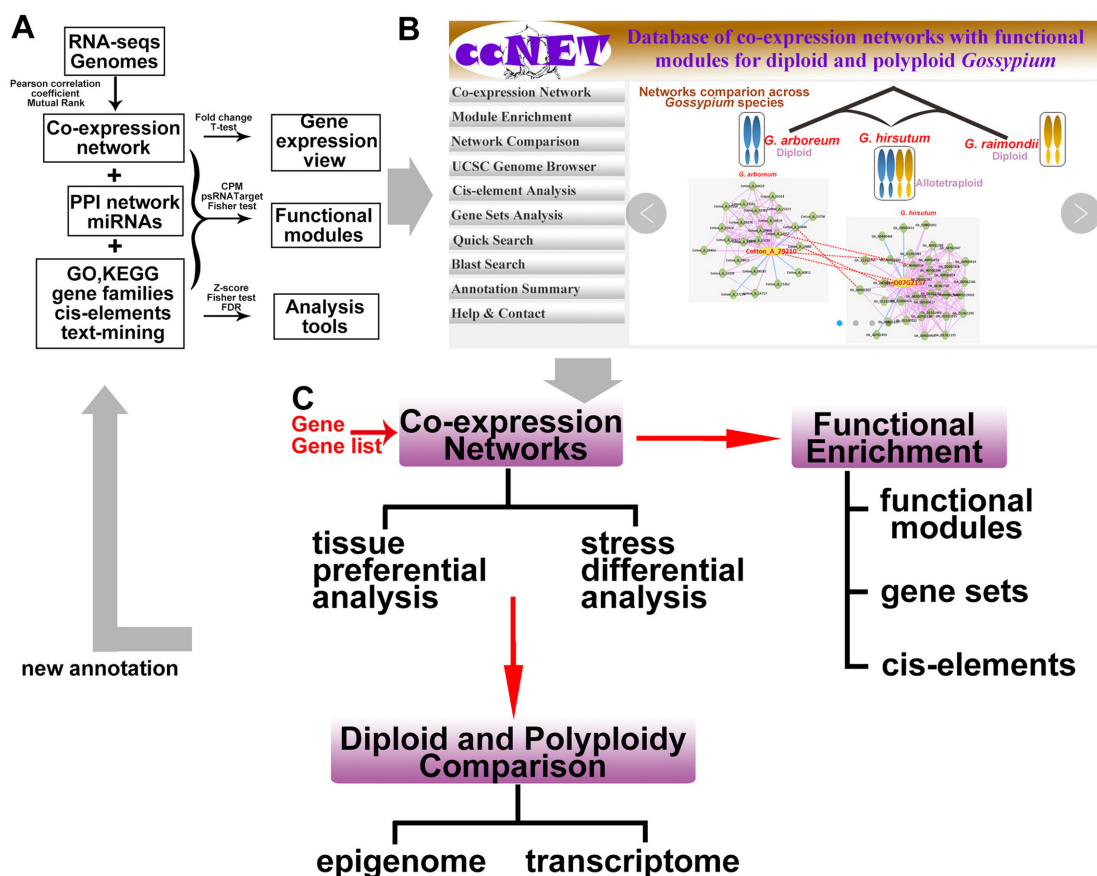 A
RNA-seqs
Genomes
Pearson correlation
coefficient
Mutual Rank
Co-expression
network
Fold change
T-test
Gene
expression
view
+
PPI network
miRNAs
CPM
psRNATarget
Fisher test
Functional
modules
+
GO,KEGG
gene families
cis-elements
text-mining
Z-score
Fisher test
FDR
Analysis
tools
B
ccNET
Database of co-expression networks with functional
modules for diploid and polyploid Gossypium
Co-expression Network
Module Enrichment
Network Comparison
UCSC Genome Browser
Cis-element Analysis
Gene Sets Analysis
Quick Search
Blast Search
Annotation Summary
Help & Contact
Networks comparion across
Gossypium species
G. arboreum
Diploid
G. hirsutum
Allotetraploid
G. raimondii
Diploid
G. arboreum
Cotton_A_29210
G. hirsutum
C
Gene
Gene list
Co-expression
Networks
Functional
Enrichment
tissue
preferential
analysis
stress
differential
analysis
functional
modules
gene sets
cis-elements
new annotation
Diploid and Polyploidy
Comparison
epigenome
transcriptome